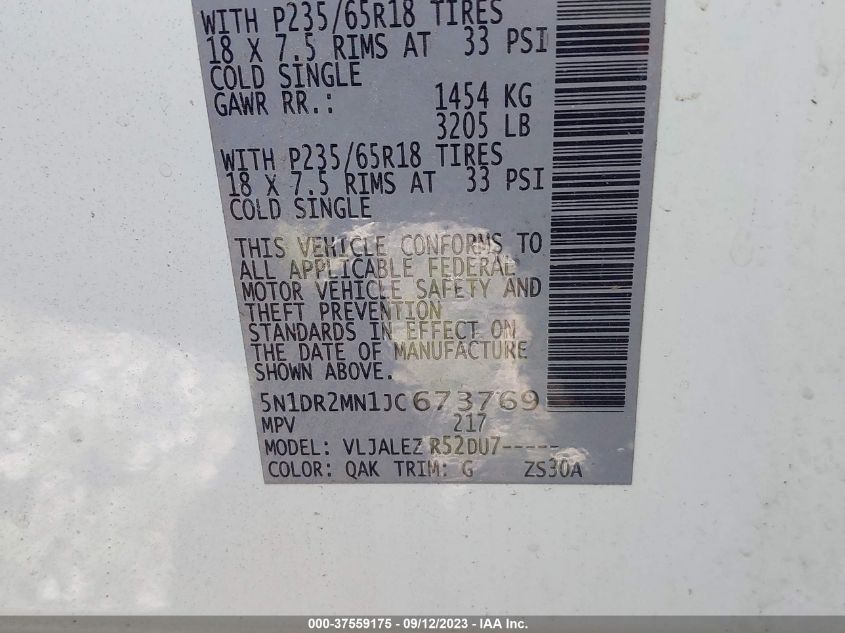 WITH P235/65R18 TIRES
18 X 7.5 RIMS AT 33 PSI
COLD SINGLE
GAWR RR.: 1454 KG
3205 LB
WITH P235/65R18 TIRES
18 X 7.5 RIMS AT 33 PSI
COLD SINGLE
THIS VEHICLE CONFORMS TO
ALL APPLICABLE FEDERAL
MOTOR VEHICLE SAFETY AND
THEFT PREVENTION
STANDARDS IN EFFECT ON
THE DATE OF MANUFACTURE
SHOWN ABOVE.
5N1DR2MN1JC673769
MPV 217
MODEL: VLJALEZ R52DU7-----
COLOR: QAK TRIM: G ZS30A
000-37559175 - 09/12/2023 - Copyright © 2023 IAA, Inc.